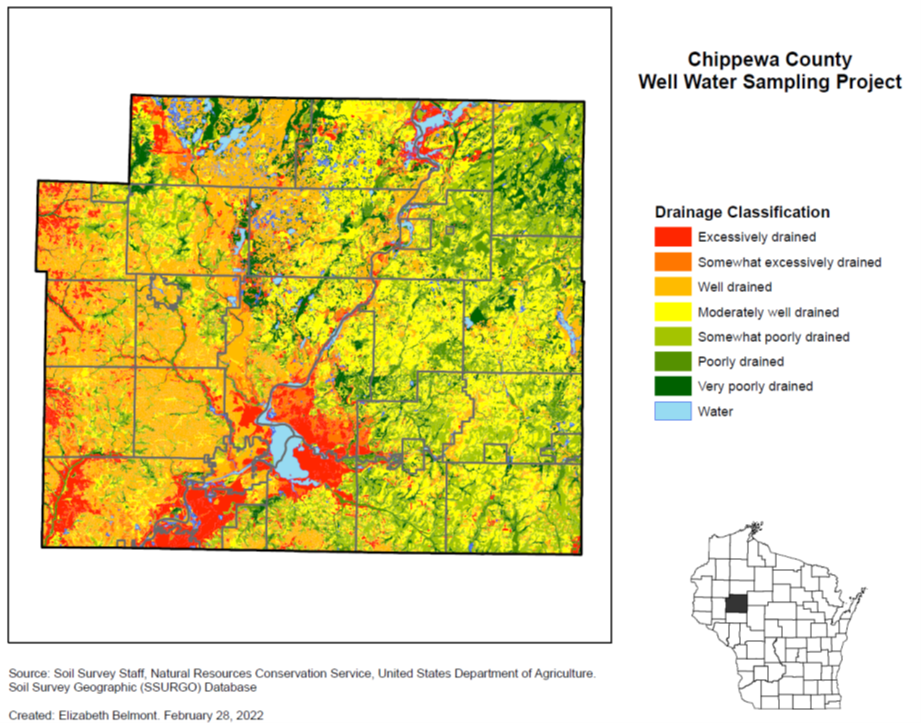 Chippewa County
Well Water Sampling Project
Drainage Classification
Excessively drained
Somewhat excessively drained
Well drained
Moderately well drained
Somewhat poorly drained
Poorly drained
Very poorly drained
Water
Source: Soil Survey Staff, Natural Resources Conservation Service, United States Department of Agriculture.
Soil Survey Geographic (SSURGO) Database
Created: Elizabeth Belmont. February 28, 2022